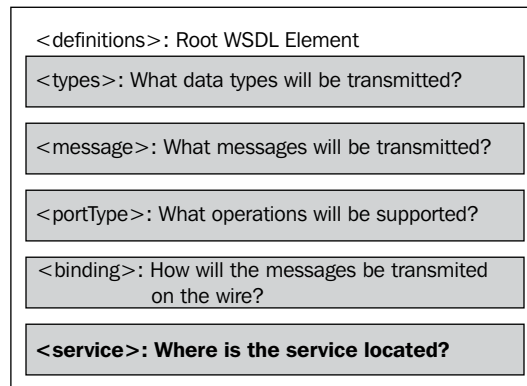 <definitions>: Root WSDL Element
<types>: What data types will be transmitted?
<message>: What messages will be transmitted?
<portType>: What operations will be supported?
<binding>: How will the messages be transmited
on the wire?
<service>: Where is the service located?